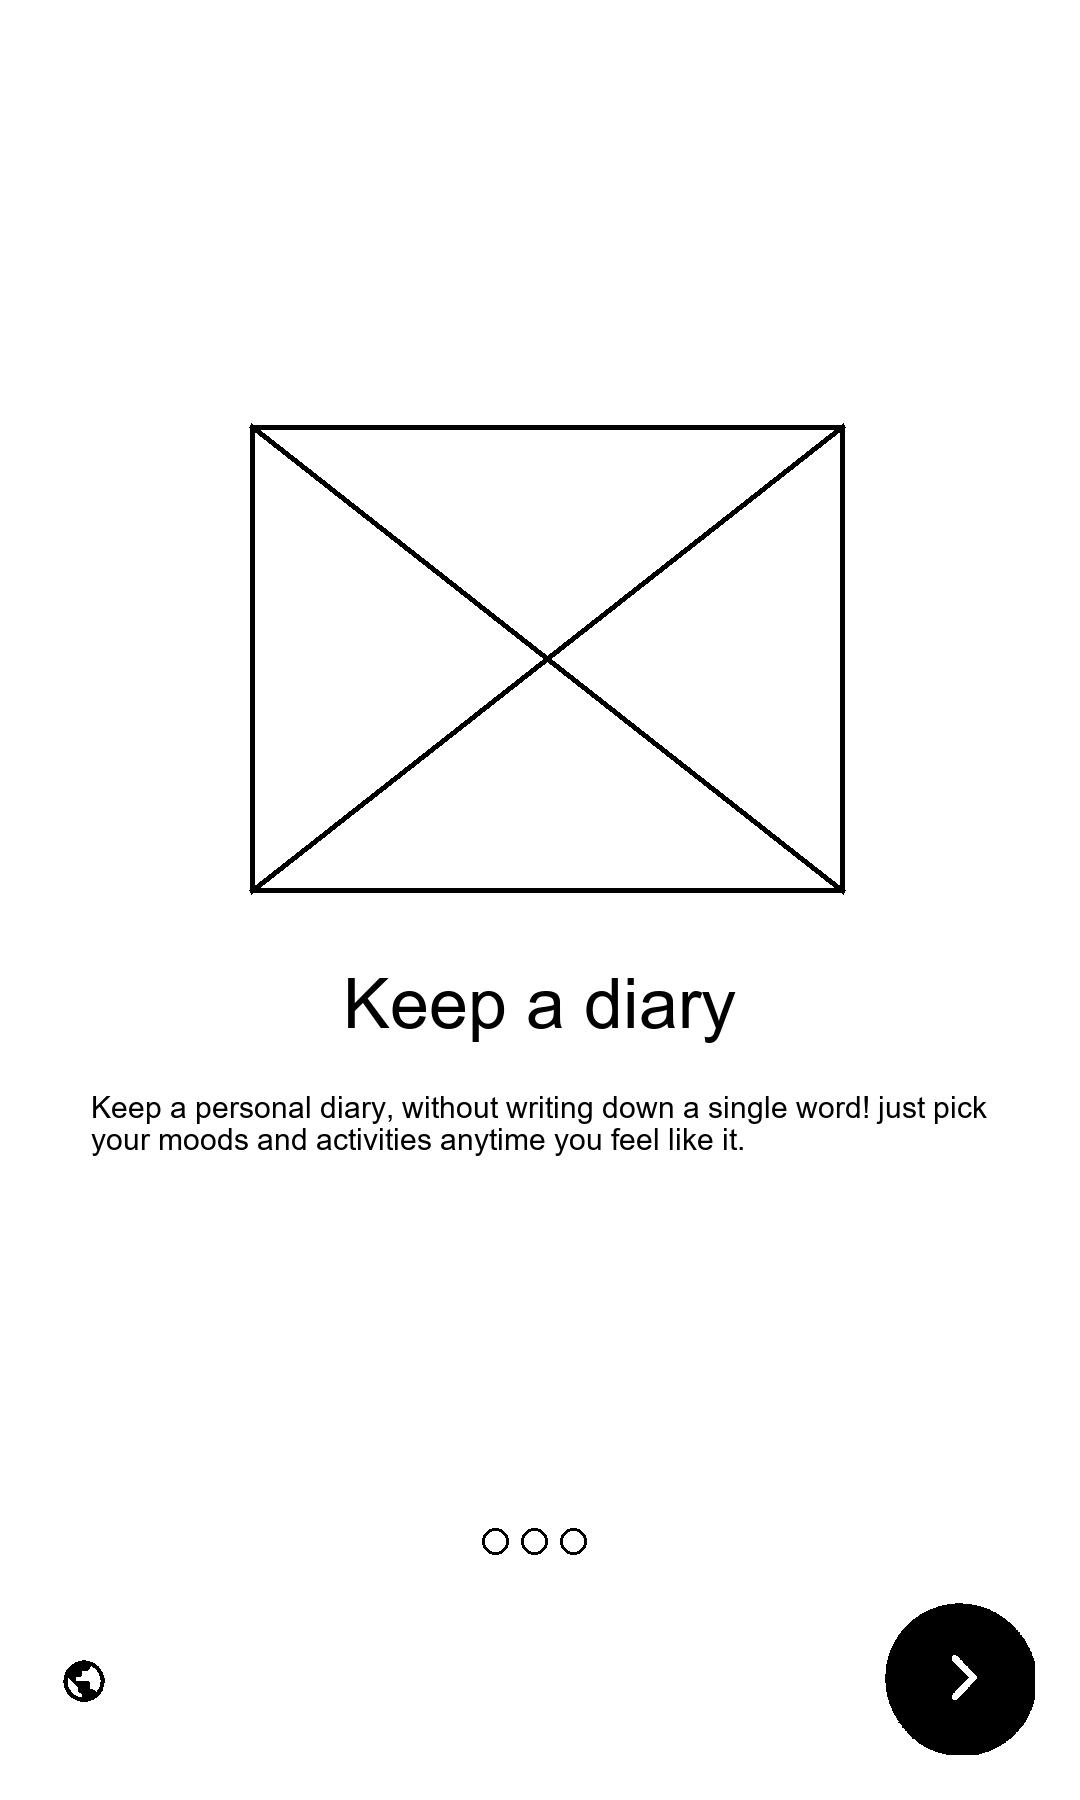 Keep a diary
Keep a personal diary, without writing down a single word! just pick
your moods and activities anytime you feel like it.